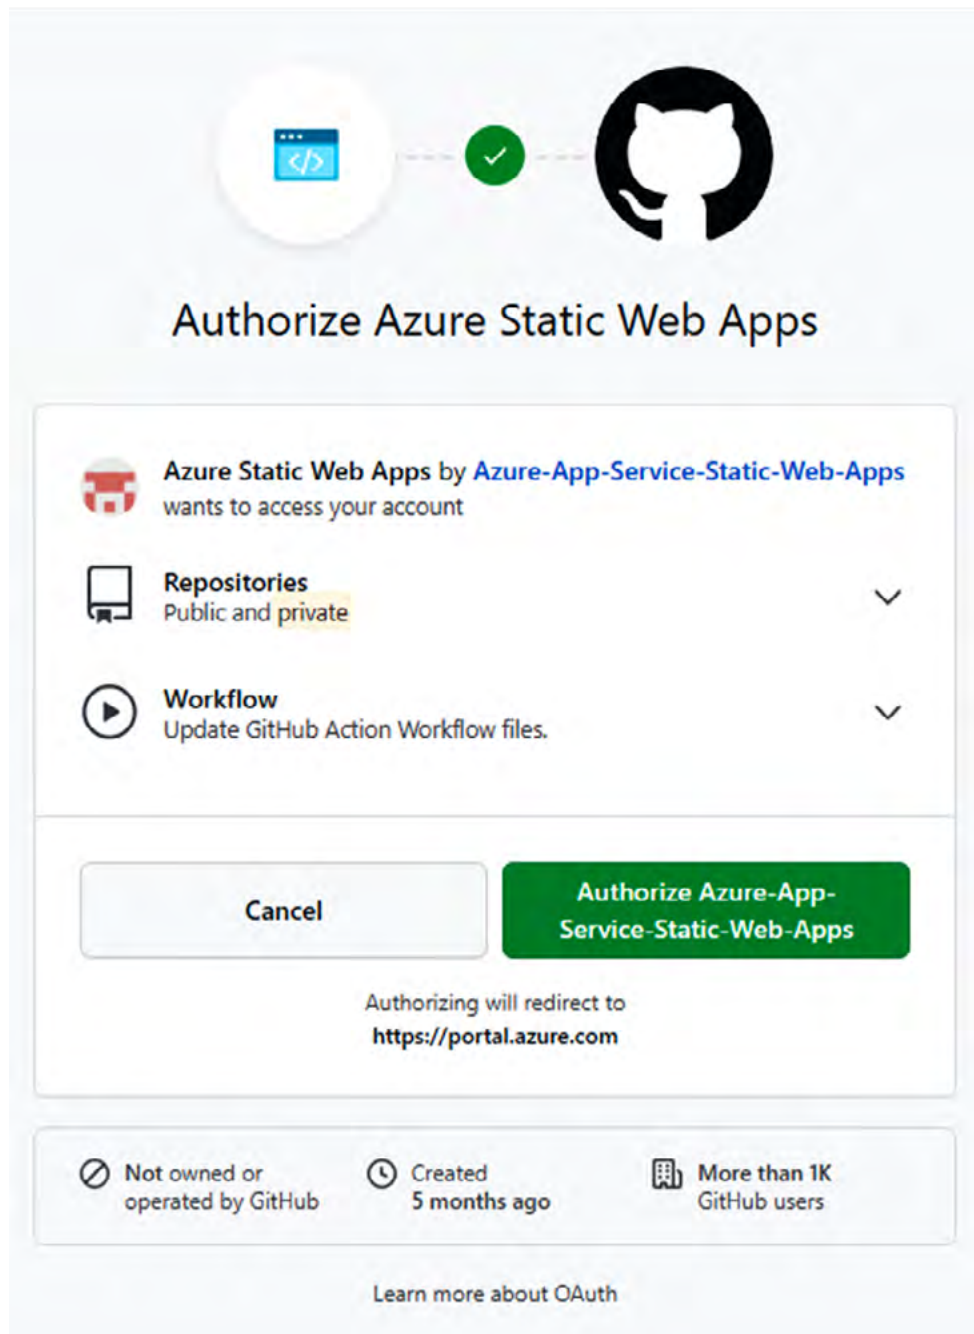 Authorize Azure Static Web Apps
Azure Static Web Apps by Azure-App-Service-Static-Web-Apps
wants to access your account
Repositories
Public and private
Workflow
Update GitHub Action Workflow files.
Cancel
Authorize Azure-App-
Service-Static-Web-Apps
Authorizing will redirect to
https://portal.azure.com
Not owned or
operated by GitHub
Created
5 months ago
More than 1K
GitHub users
Learn more about OAuth